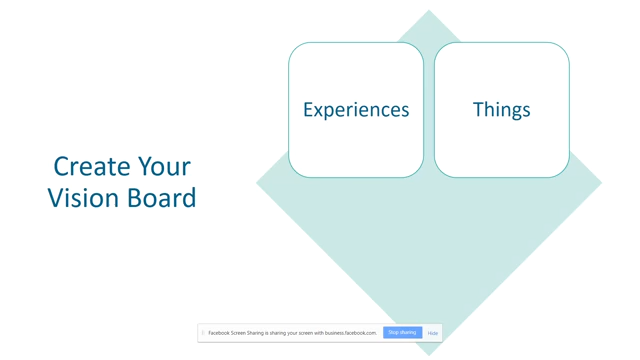 Create Your
Vision Board
Experiences
Things
Facebook Screen Sharing is sharing your screen with business.facebook.com.
Stop sharing
Hide